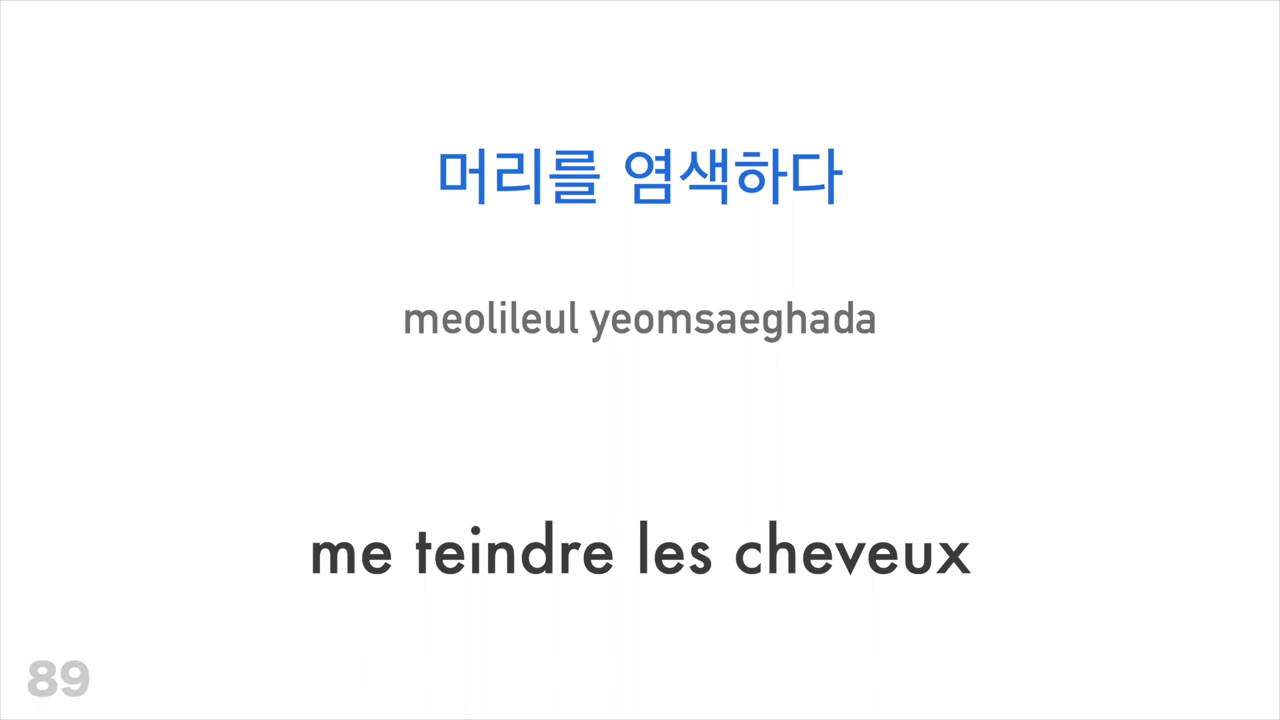 머리를 염색하다
meolileul yeomsaeghada
me teindre les cheveux
89